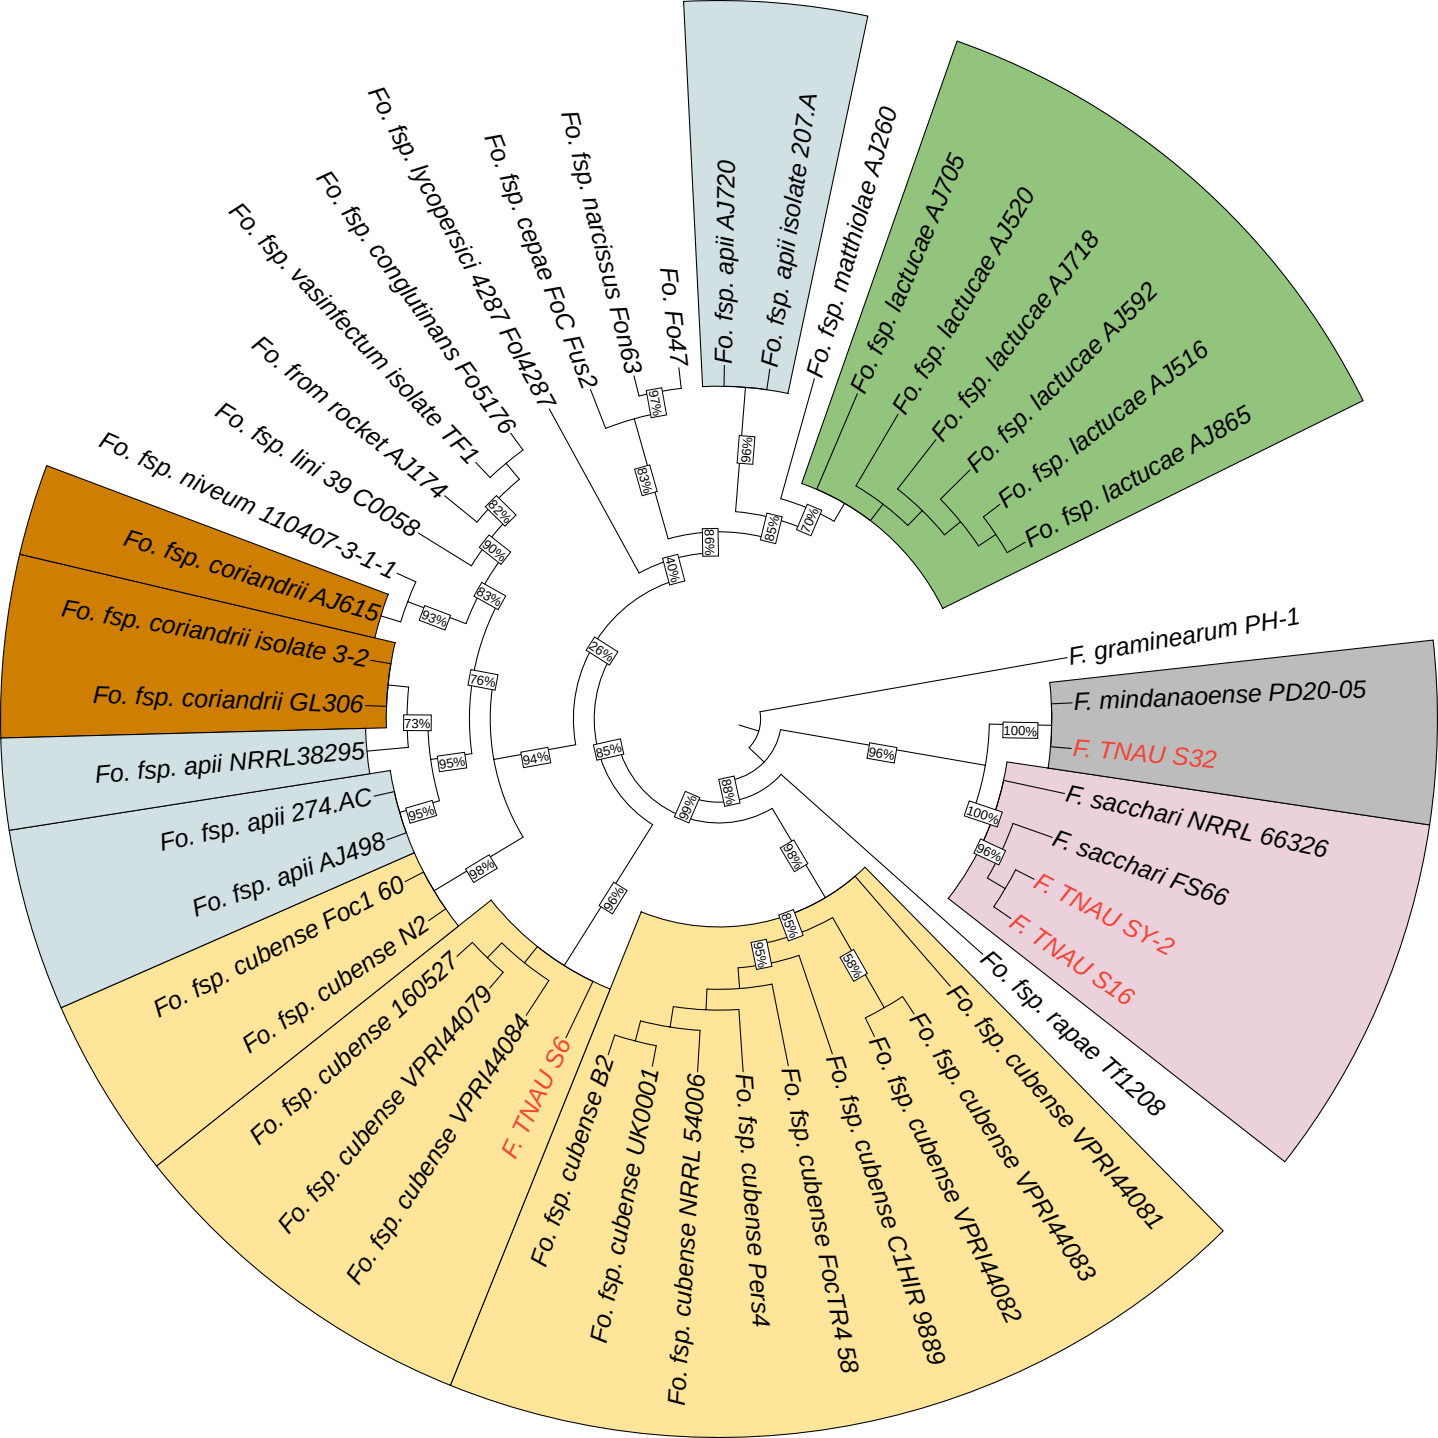 Fo. fsp. apii AJ720
Fo. fsp. apii isolate 207.A
Fo. fsp. matthiolae AJ260
Fo. fsp. lactucae AJ705
Fo. fsp. lactucae AJ520
Fo. fsp. lactucae AJ718
Fo. fsp. lactucae AJ592
Fo. fsp. lactucae AJ516
Fo. fsp. lactucae AJ865
F. graminearum PH-1
F. mindanaoense PD20-05
F. TNAU S32
F. sacchari NRRL 66326
F. sacchari FS66
F. TNAU SY-2
F. TNAU S16
Fo. fsp. rapae Tf1208
Fo. fsp. cubense VPRI44081
Fo. fsp. cubense VPRI44083
Fo. fsp. cubense VPRI44082
Fo. fsp. cubense C1HIR 9889
Fo. fsp. cubense FocTR4 58
Fo. fsp. cubense Pers4
Fo. fsp. cubense NRRL 54006
Fo. fsp. cubense UK0001
Fo. fsp. cubense B2
F. TNAU S6
Fo. fsp. cubense VPRI44084
Fo. fsp. cubense VPRI44079
Fo. fsp. cubense 160527
Fo. fsp. cubense N2
Fo. fsp. cubense Foc1 60
Fo. fsp. apii AJ498
Fo. fsp. apii 274.AC
Fo. fsp. apii NRRL38295
Fo. fsp. coriandrii GL306
Fo. fsp. coriandrii isolate 3-2
Fo. fsp. coriandrii AJ615
Fo. fsp. niveum 110407-3-1-1
Fo. fsp. lini 39 C0058
Fo. from rocket AJ174
Fo. fsp. vasinfectum isolate TF1
Fo. fsp. conglutinans Fo5176
Fo. fsp. lycopersici 4287 Fol4287
Fo. fsp. cepae FoC Fus2
Fo. fsp. narcissus Fon63
Fo. Fo47
97%
96%
83%
82%
70%
85%
86%
90%
40%
83%
93%
26%
76%
73%
100%
85%
96%
94%
95%
88%
99%
95%
100%
96%
98%
98%
96%
85%
95%
58%